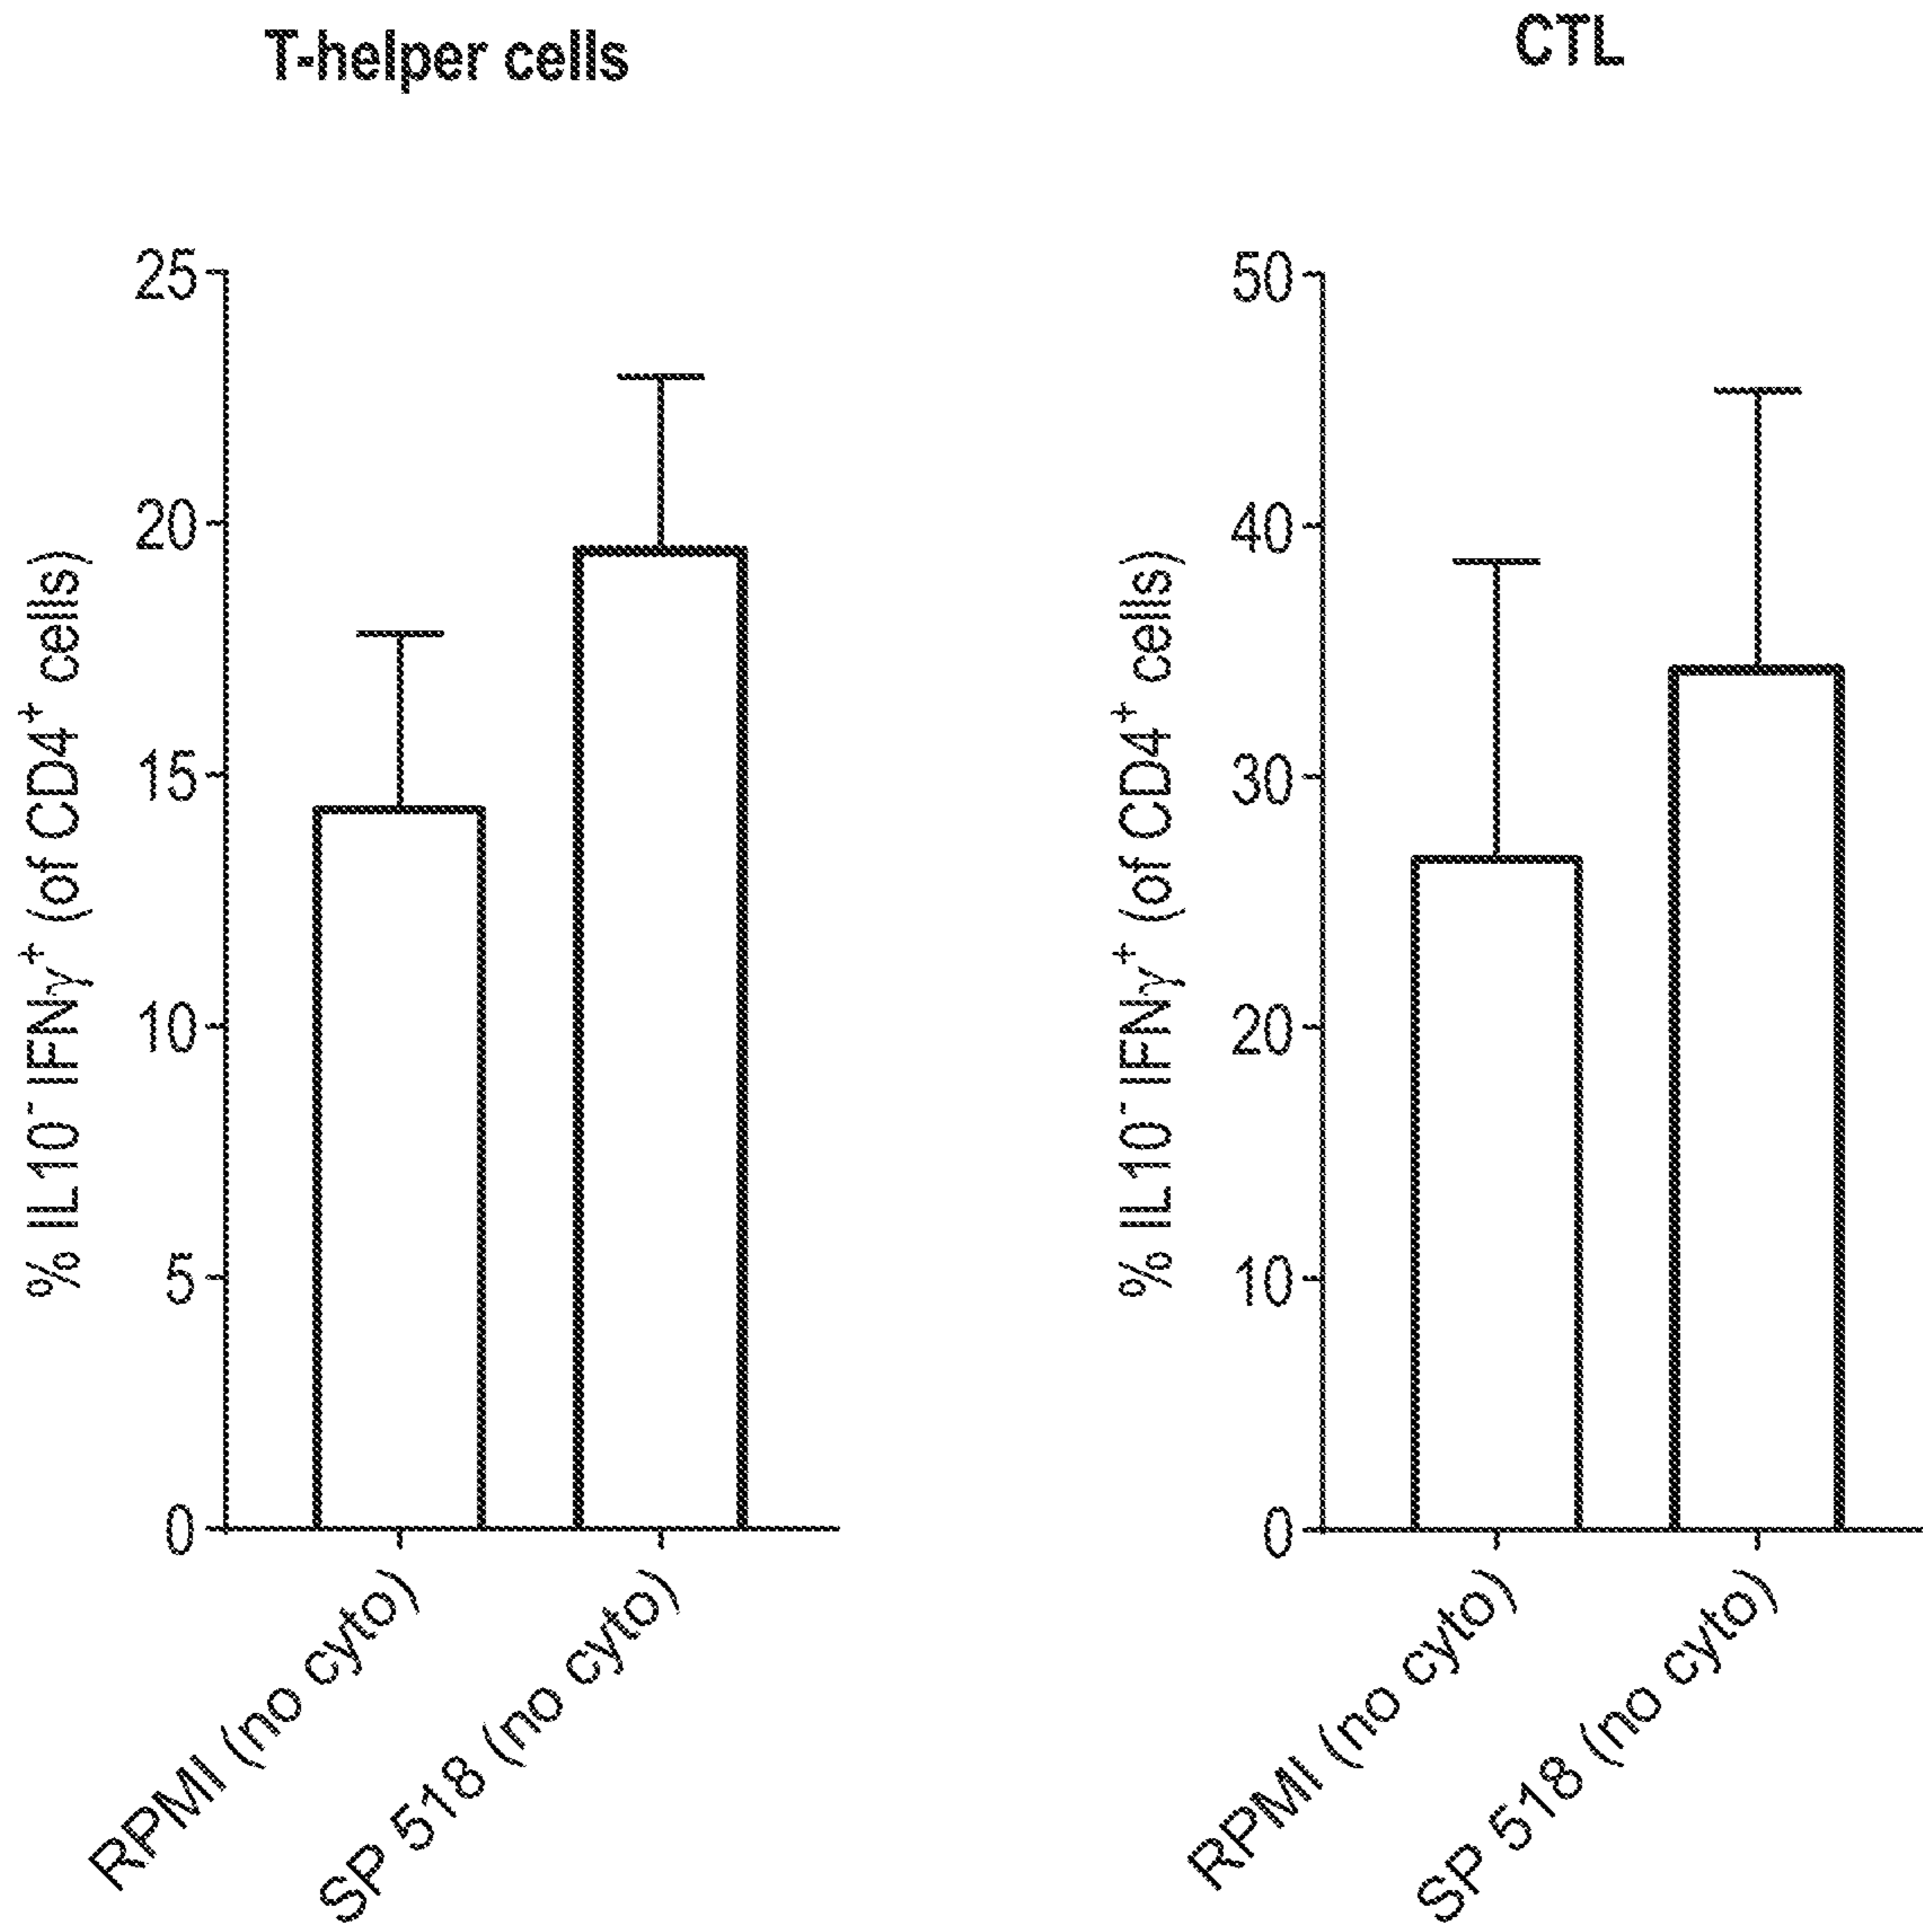 T-helper cells
% IL10⁻ IFNγ⁺ (of CD4⁺ cells)
25
20
15
10
5
0
RPMII (no cyto)
SP 518 (no cyto)
CTL
% IL10⁻ IFNγ⁺ (of CD4⁺ cells)
50
40
30
20
10
0
RPMI (no cyto)
SP 518 (no cyto)